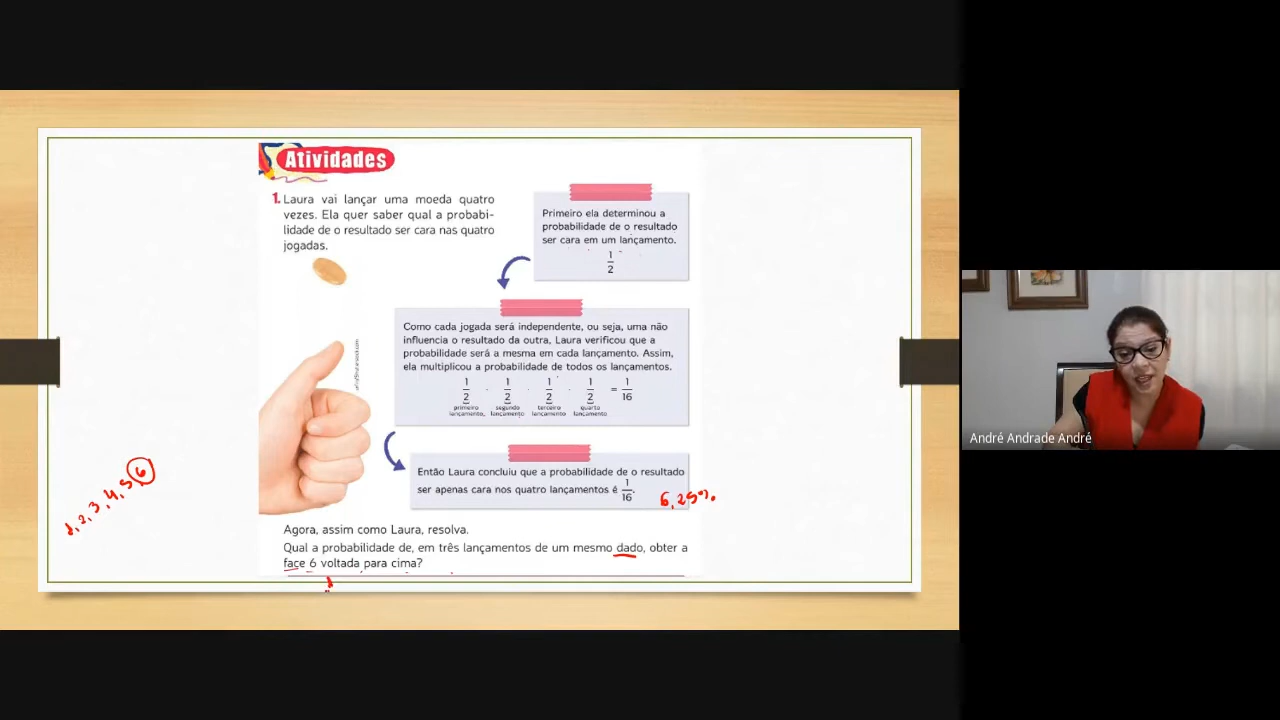 Atividades
1. Laura vai lançar uma moeda quatro
vezes. Ela quer saber qual a probabi-
lidade de o resultado ser cara nas quatro
jogadas.
Primeiro ela determinou a
probabilidade de o resultado
ser cara em um lançamento.
1
2
Como cada jogada será independente, ou seja, uma não
influencia o resultado da outra, Laura verificou que a
probabilidade será a mesma em cada lançamento. Assim,
ela multiplicou a probabilidade de todos os lançamentos.
1 1 1 1 1
2 · 2 · 2 · 2 = 16
primeiro segundo terceiro quarto
lançamento, lançamento lançamento lançamento
Então Laura concluiu que a probabilidade de o resultado
ser apenas cara nos quatro lançamentos é 1/16.
6,25%
1, 2, 3, 4, 5, 6
Agora, assim como Laura, resolva.
Qual a probabilidade de, em três lançamentos de um mesmo dado, obter a
face 6 voltada para cima?
1
André Andrade André